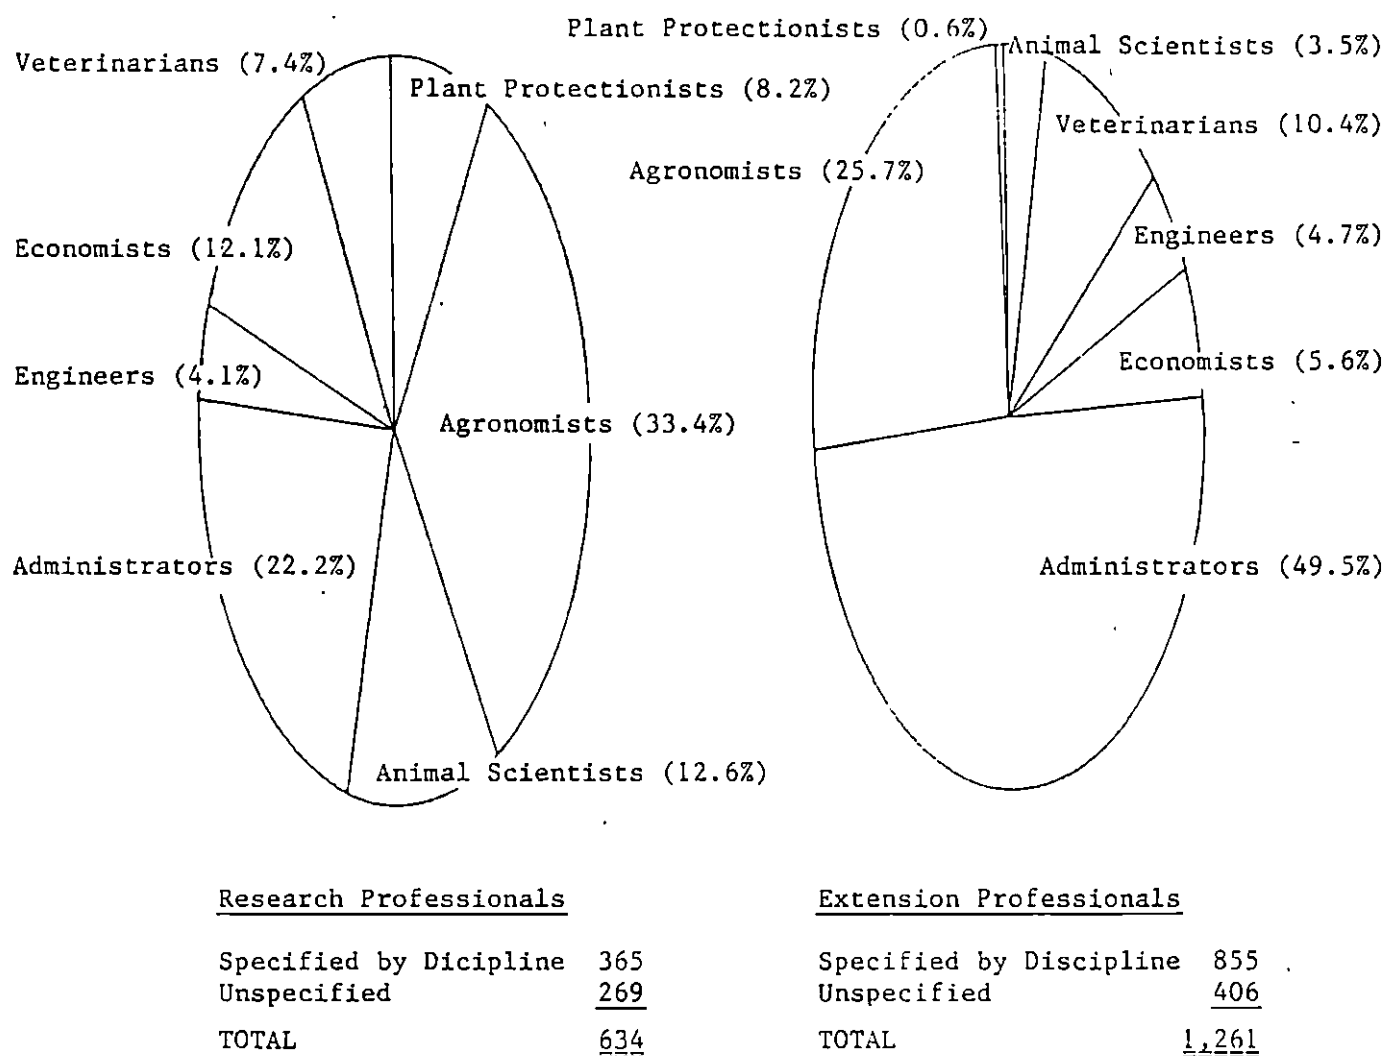 Plant Protectionists (0.6%)
Animal Scientists (3.5%)
Veterinarians (7.4%)
Plant Protectionists (8.2%)
Veterinarians (10.4%)
Agronomists (25.7%)
Engineers (4.7%)
Economists (12.1%)
Economists (5.6%)
Engineers (4.1%)
Agronomists (33.4%)
Administrators (22.2%)
Administrators (49.5%)
Animal Scientists (12.6%)
Research Professionals
Specified by Dicipline 365
Unspecified 269
TOTAL 634
Extension Professionals
Specified by Discipline 855
Unspecified 406
TOTAL 1,261